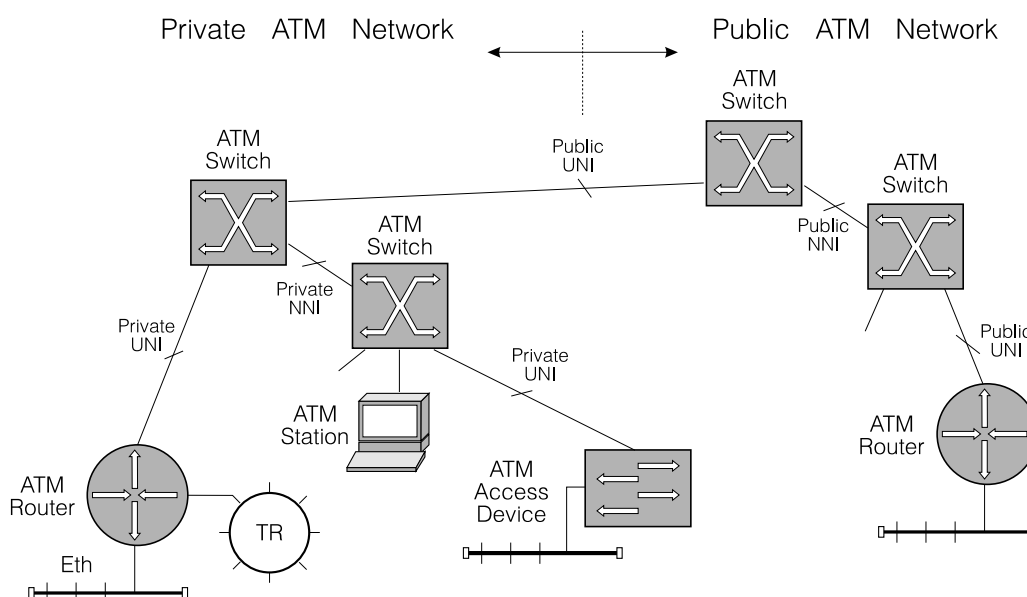 Private ATM Network
Public ATM Network
ATM
Switch
Public
UNI
ATM
Switch
ATM
Switch
ATM
Switch
Public
NNI
Private
NNI
Private
UNI
Private
UNI
Public
UNI
ATM
Station
ATM
Router
ATM
Router
ATM
Access
Device
TR
Eth